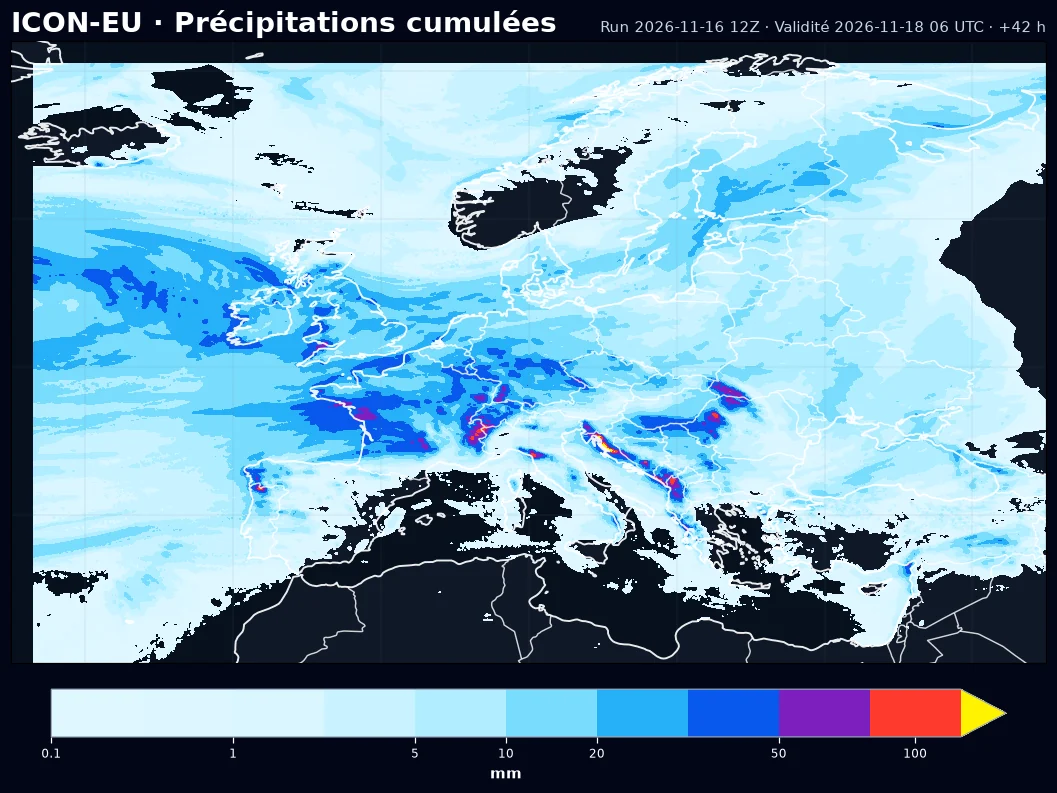 ICON-EU · Précipitations cumulées
Run 2026-11-16 12Z · Validité 2026-11-18 06 UTC · +42 h
0.1 1 5 10 20 50 100
mm